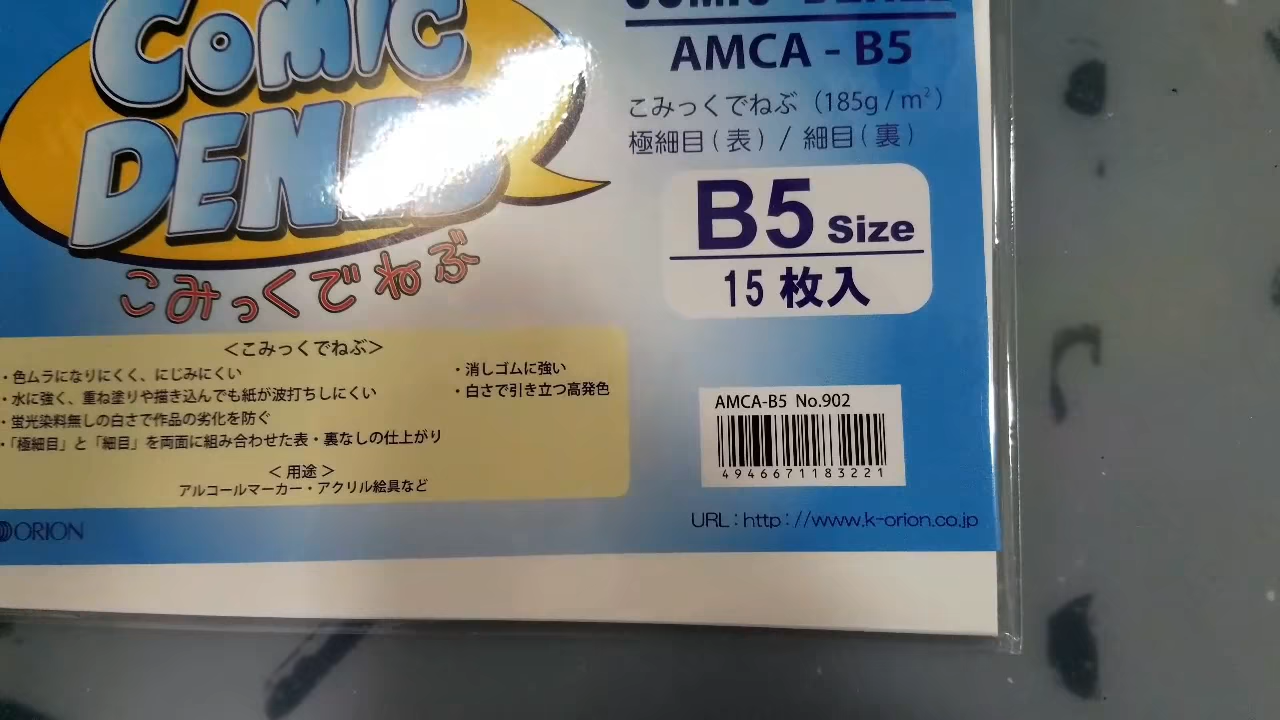 COMIC
DENEB
こみっくでねぶ
AMCA - B5
こみっくでねぶ（185g / m²）
極細目(表) / 細目(裏)
B5 Size
15枚入
＜こみっくでねぶ＞
・色ムラになりにくく、にじみにくい
・水に強く、重ね塗りや描き込んでも紙が波打ちしにくい
・蛍光染料無しの白さで作品の劣化を防ぐ
・「極細目」と「細目」を両面に組み合わせた表・裏なしの仕上がり
・消しゴムに強い
・白さで引き立つ高発色
＜ 用途 ＞
アルコールマーカー・アクリル絵具など
AMCA-B5 No.902
4946671183221
ORION
URL : http : //www.k-orion.co.jp